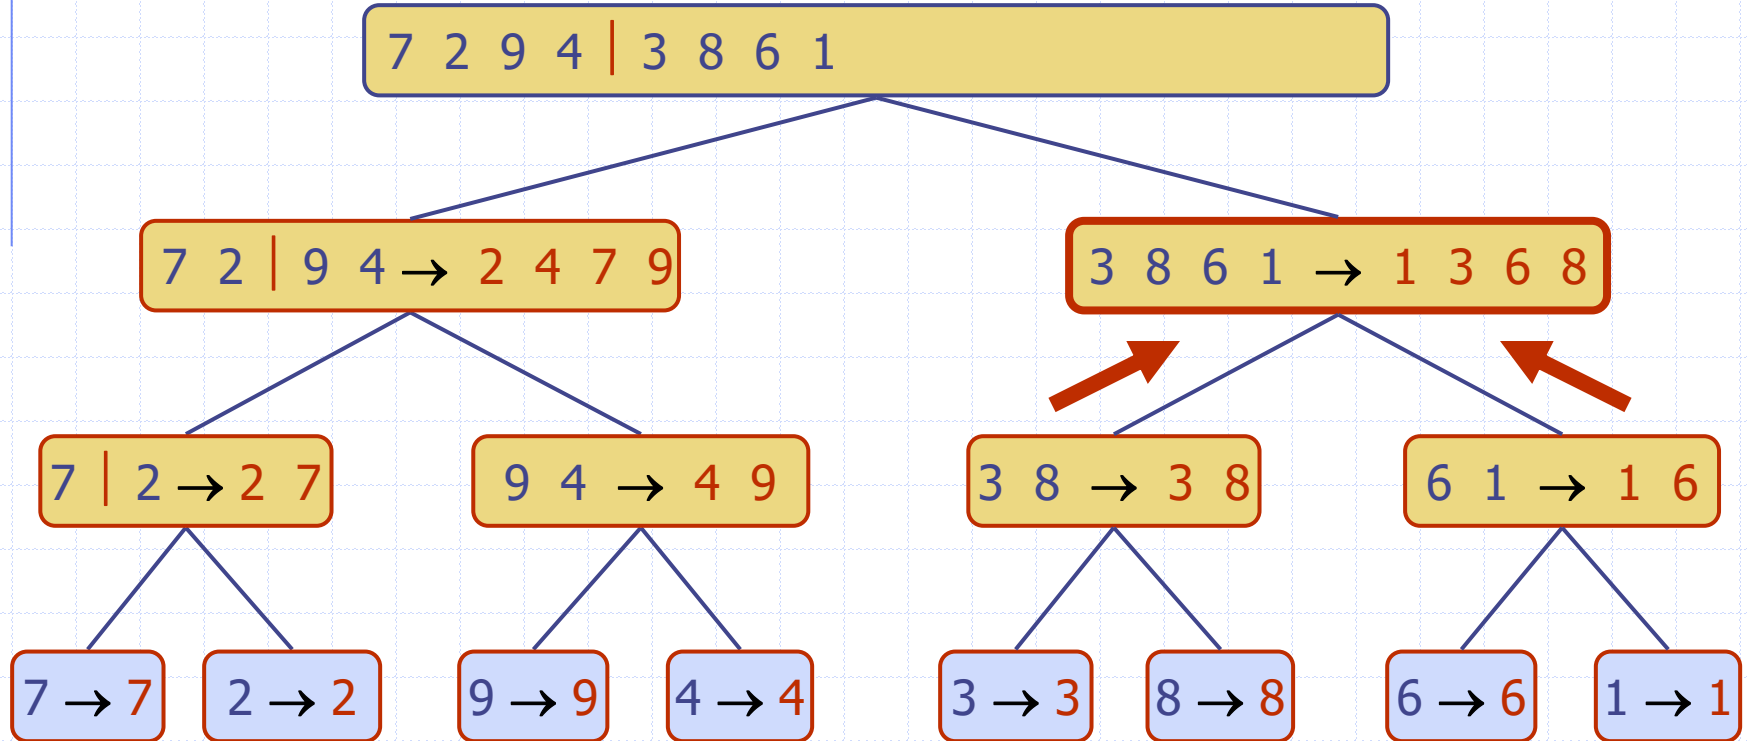 7 2 9 4 | 3 8 6 1
7 2 | 9 4 → 2 4 7 9
3 8 6 1 → 1 3 6 8
7 | 2 → 2 7
9 4 → 4 9
3 8 → 3 8
6 1 → 1 6
7 → 7
2 → 2
9 → 9
4 → 4
3 → 3
8 → 8
6 → 6
1 → 1